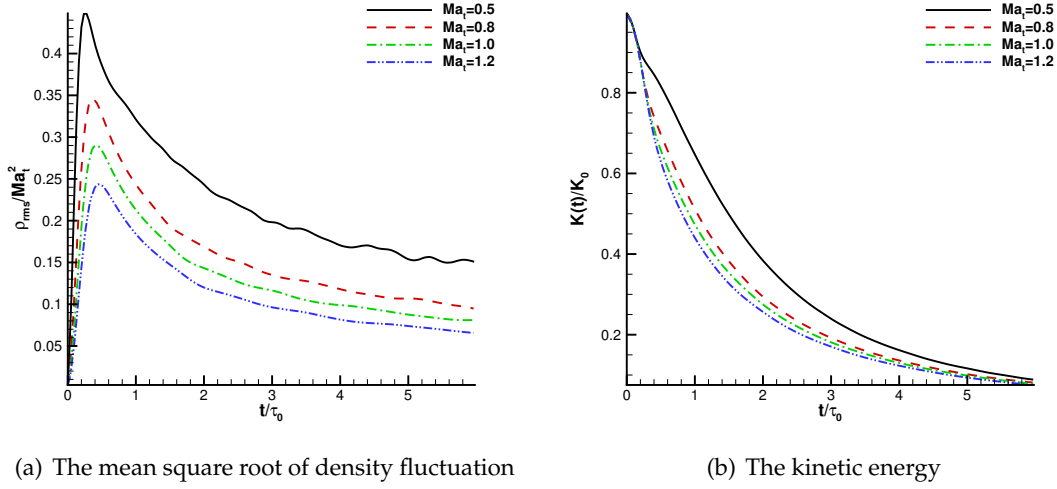 Ma_t=0.5
Ma_t=0.8
Ma_t=1.0
Ma_t=1.2
0.4
0.35
0.3
0.25
0.2
0.15
0.1
0.05
ρ_rms/Ma_t^2
0 1 2 3 4 5
t/τ_0
(a) The mean square root of density fluctuation
Ma_t=0.5
Ma_t=0.8
Ma_t=1.0
Ma_t=1.2
0.8
0.6
0.4
0.2
K(t)/K_0
0 1 2 3 4 5
t/τ_0
(b) The kinetic energy